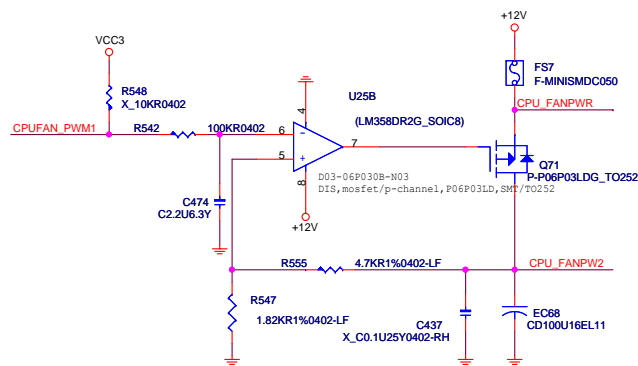 +12V
VCC3
FS7
F-MINISMDC050
R548
X_10KR0402
U25B
CPU_FANPWR
(LM358DR2G_SOIC8)
CPUFAN_PWM1
R542
100KR0402
4
6
-
7
5
+
8
Q71
P-P06P03LDG_TO252
D03-06P030B-N03
DIS,mosfet/p-channel,P06P03LD,SMT/TO252
C474
C2.2U6.3Y
+12V
R555
4.7KR1%0402-LF
CPU_FANPW2
R547
1.82KR1%0402-LF
C437
X_C0.1U25Y0402-RH
EC68
CD100U16EL11